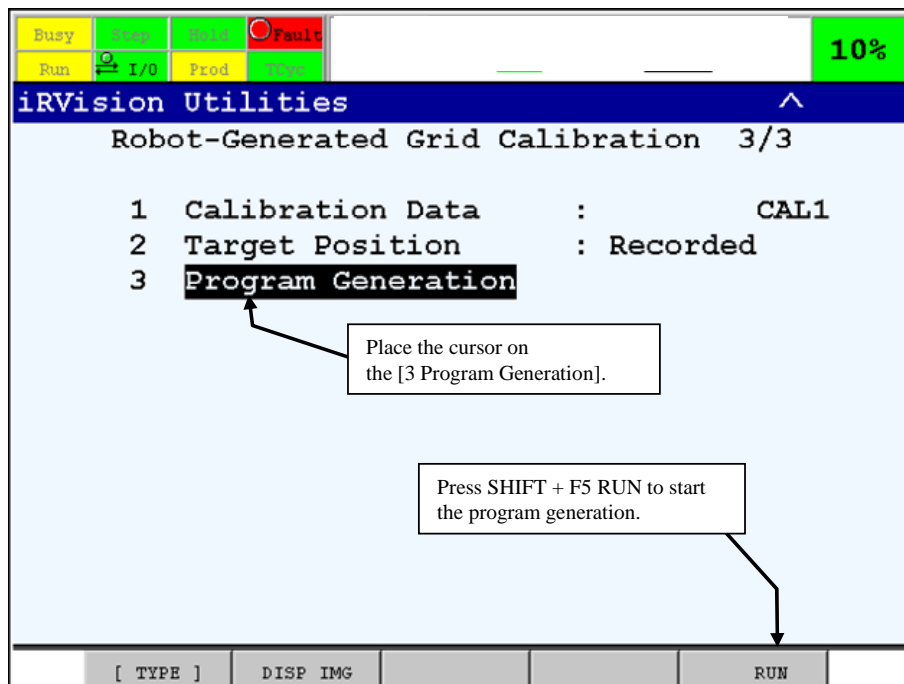 Busy Step Hold Fault
Run I/O Prod TCyc
10%
iRVision Utilities
Robot-Generated Grid Calibration 3/3
1 Calibration Data : CAL1
2 Target Position : Recorded
3 Program Generation
Place the cursor on
the [3 Program Generation].
Press SHIFT + F5 RUN to start
the program generation.
[ TYPE ] DISP IMG RUN